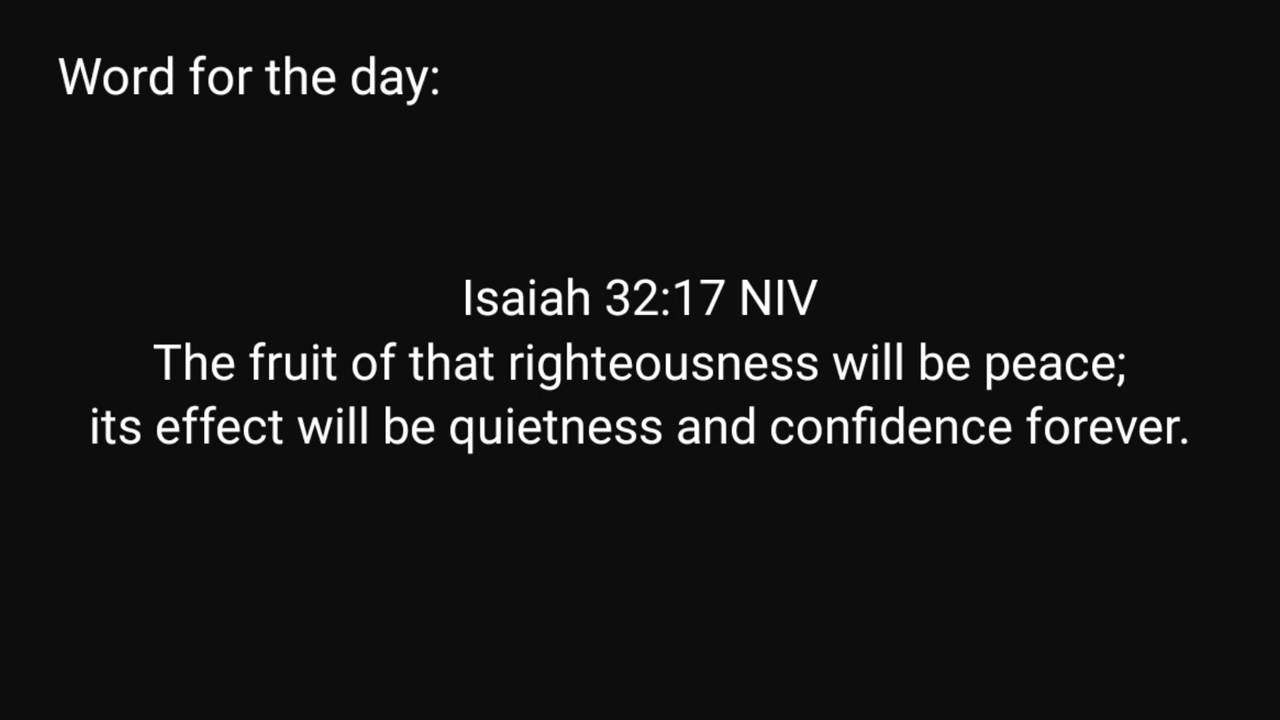 Word for the day:
Isaiah 32:17 NIV
The fruit of that righteousness will be peace;
its effect will be quietness and confidence forever.